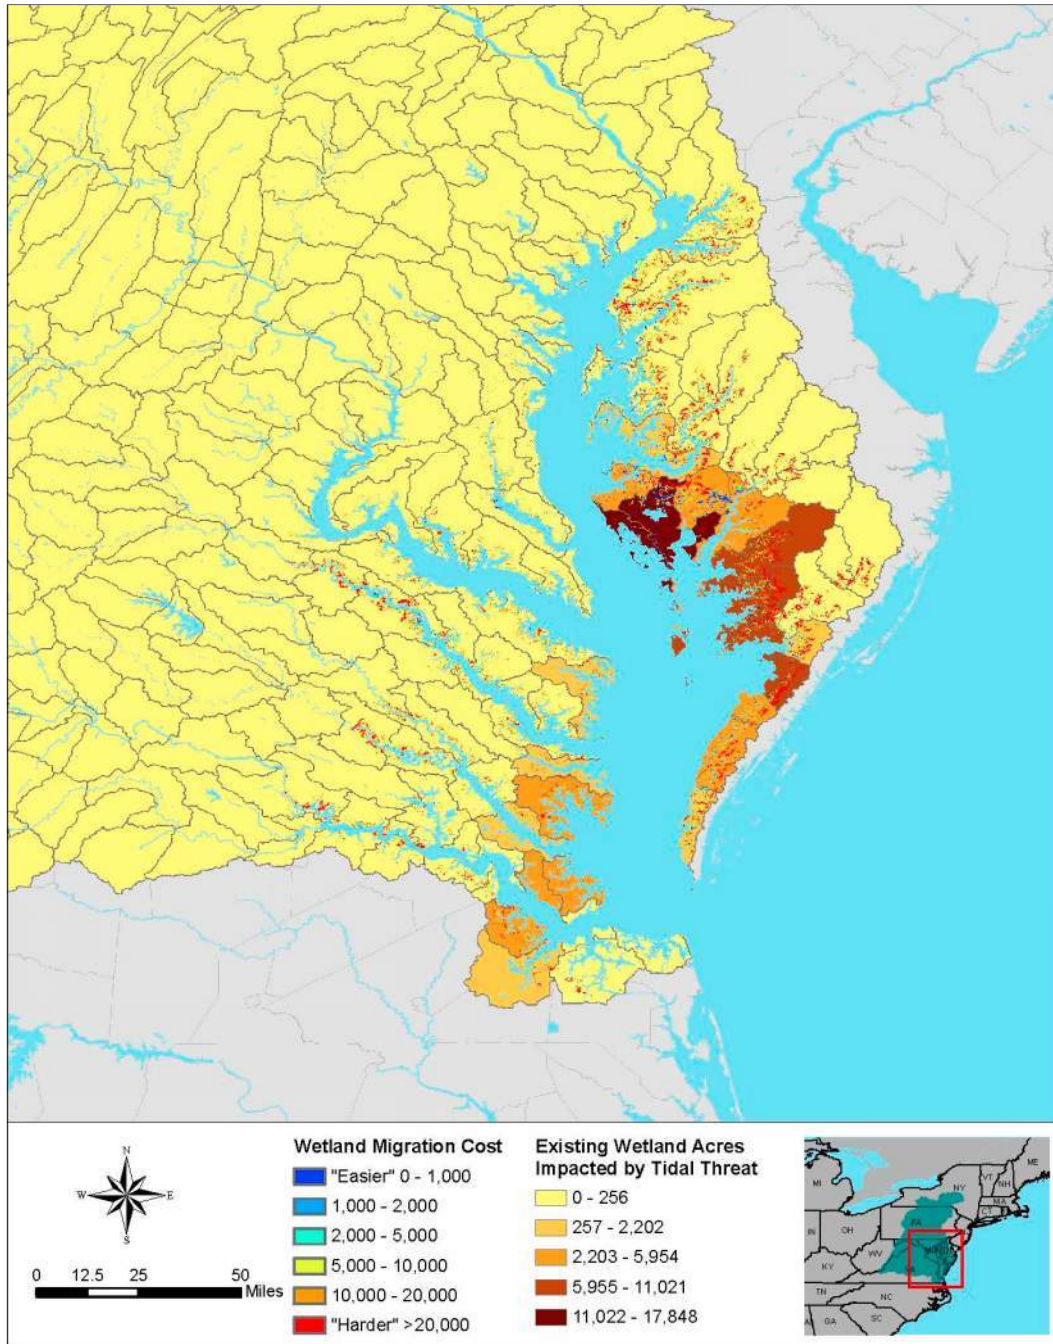 N
W
E
S
0 12.5 25 50
Miles
Wetland Migration Cost
"Easier" 0 - 1,000
1,000 - 2,000
2,000 - 5,000
5,000 - 10,000
10,000 - 20,000
"Harder" >20,000
Existing Wetland Acres
Impacted by Tidal Threat
0 - 256
257 - 2,202
2,203 - 5,954
5,955 - 11,021
11,022 - 17,848
ME
VT
NH
MI
NY
MA
CT
PA
IN
OH
WV
KY
VA
TN
NC
SC
GA